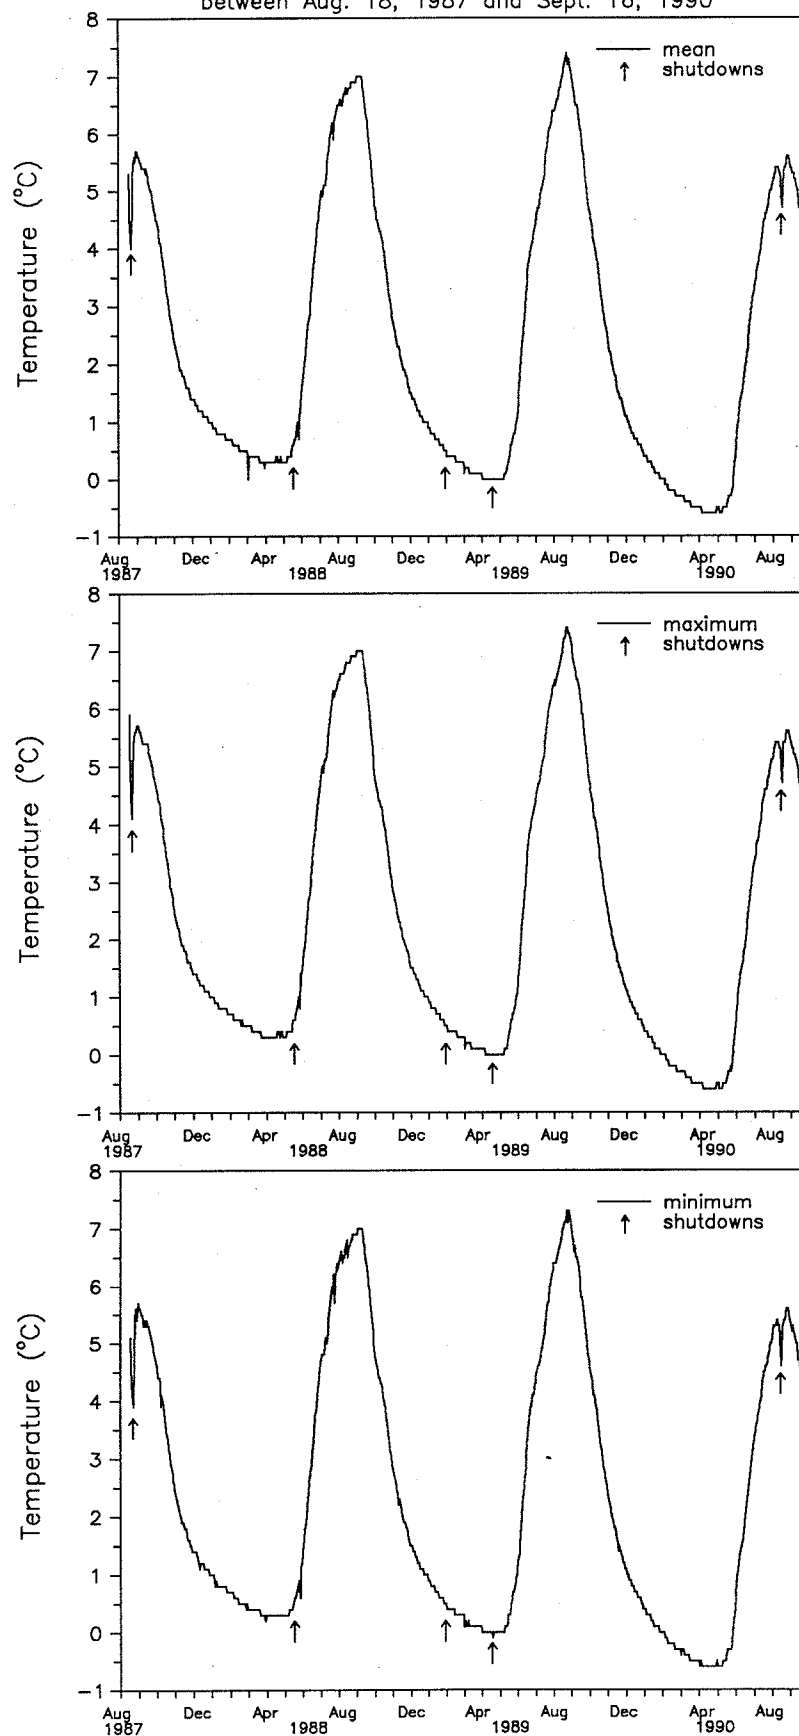 between Aug. 18, 1987 and Sept. 18, 1990
8
7
6
5
4
3
2
1
0
−1
Temperature (°C)
mean
shutdowns
Aug Dec Apr Aug Dec Apr Aug Dec Apr Aug
1987 1988 1989 1990
8
7
6
5
4
3
2
1
0
−1
Temperature (°C)
maximum
shutdowns
Aug Dec Apr Aug Dec Apr Aug Dec Apr Aug
1987 1988 1989 1990
8
7
6
5
4
3
2
1
0
−1
Temperature (°C)
minimum
shutdowns
Aug Dec Apr Aug Dec Apr Aug Dec Apr Aug
1987 1988 1989 1990